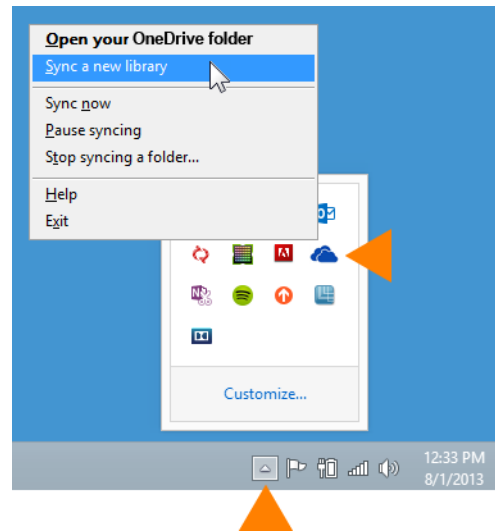 Open your OneDrive folder
Sync a new library
Sync now
Pause syncing
Stop syncing a folder...
Help
Exit
Customize...
12:33 PM
8/1/2013